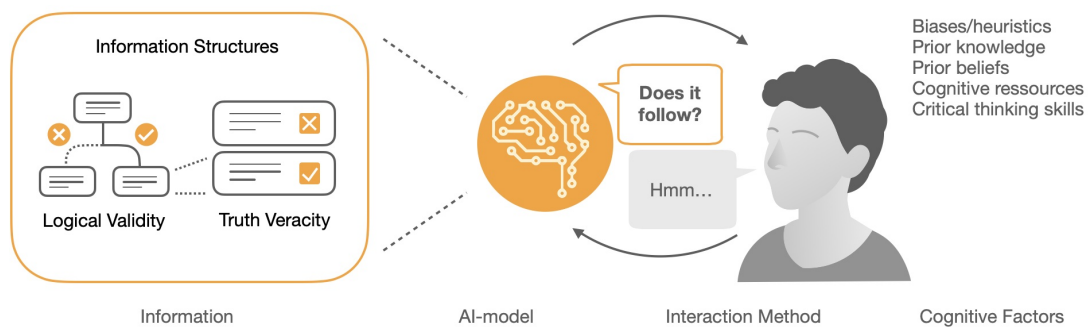 Information Structures
Logical Validity
Truth Veracity
Does it
follow?
Hmm...
Biases/heuristics
Prior knowledge
Prior beliefs
Cognitive ressources
Critical thinking skills
Information
AI-model
Interaction Method
Cognitive Factors